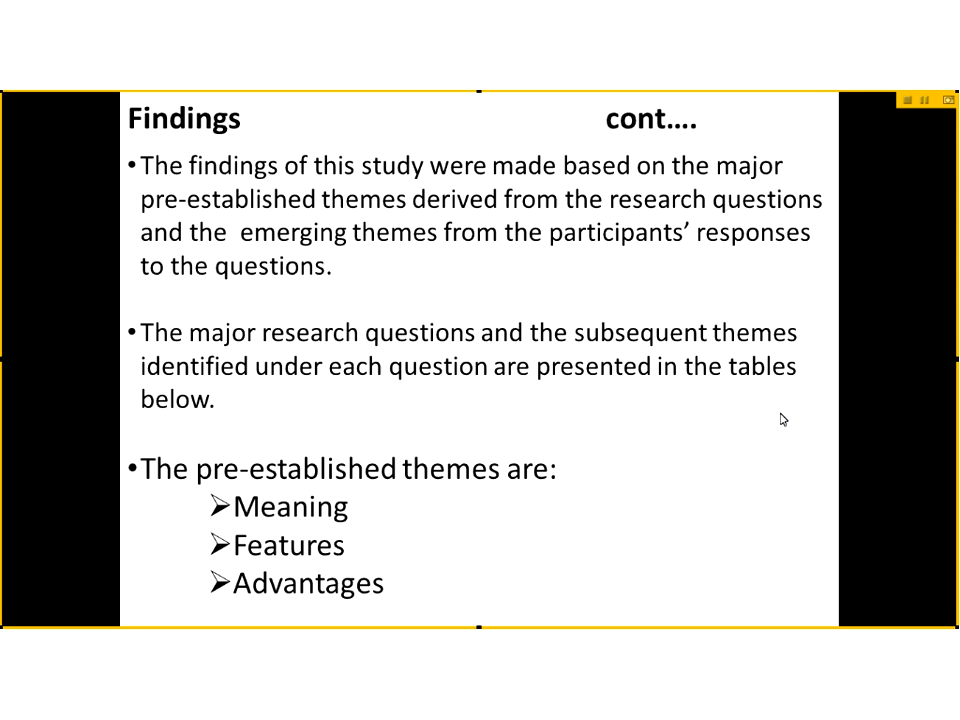 Findings cont….
•The findings of this study were made based on the major
pre-established themes derived from the research questions
and the  emerging themes from the participants’ responses
to the questions.
•The major research questions and the subsequent themes
identified under each question are presented in the tables
below.
•The pre-established themes are:
➢Meaning
➢Features
➢Advantages